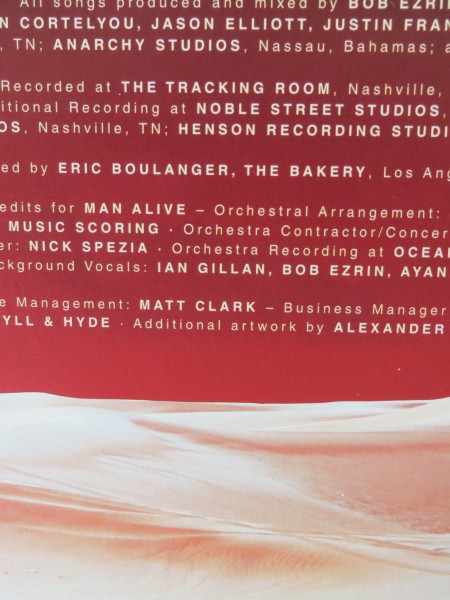 All songs produced and mixed by BOB EZRIN
N CORTELYOU, JASON ELLIOTT, JUSTIN FRAN
, TN; ANARCHY STUDIOS, Nassau, Bahamas; a
Recorded at THE TRACKING ROOM, Nashville,
itional Recording at NOBLE STREET STUDIOS,
OS, Nashville, TN; HENSON RECORDING STUDI
ed by ERIC BOULANGER, THE BAKERY, Los Ang
edits for MAN ALIVE – Orchestral Arrangement:
MUSIC SCORING · Orchestra Contractor/Concer
er: NICK SPEZIA · Orchestra Recording at OCEAN
ckground Vocals: IAN GILLAN, BOB EZRIN, AYAN
e Management: MATT CLARK – Business Manager
YLL & HYDE · Additional artwork by ALEXANDER